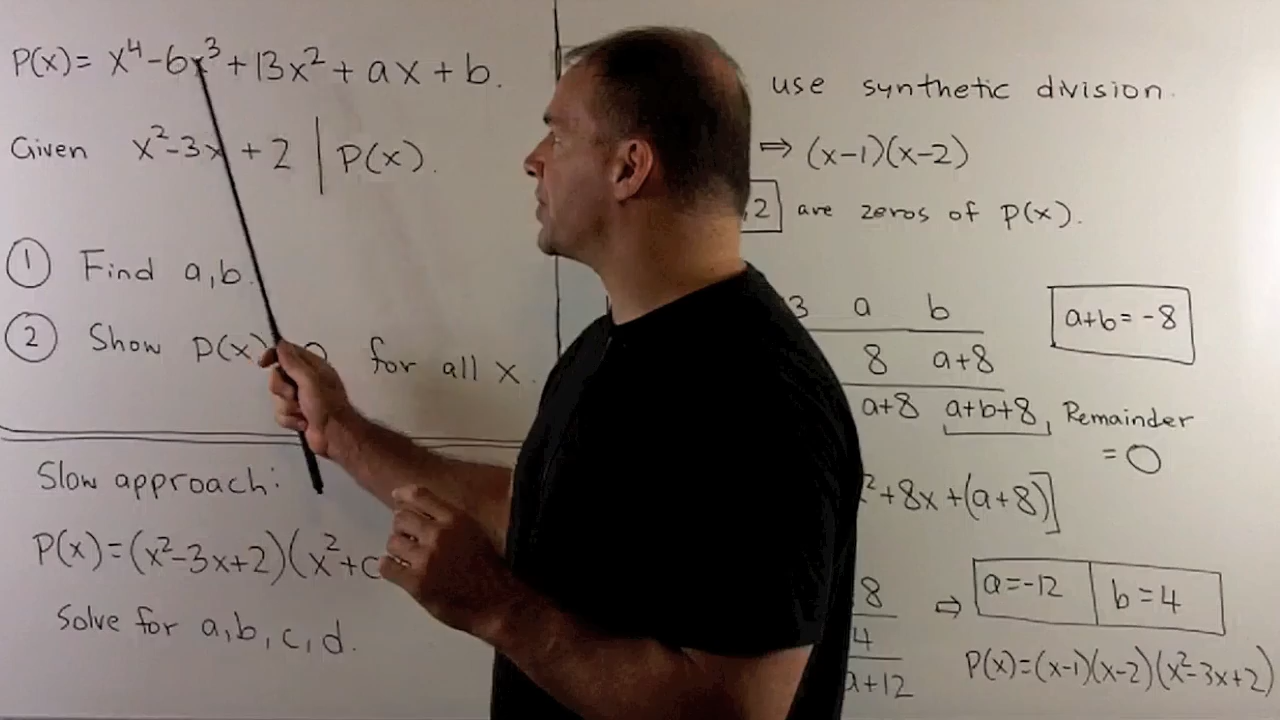 P(x)= x⁴-6x³+13x²+ax+b.
Given x²-3x+2 | P(x).
① Find a,b.
② Show P(x) for all x.
Slow approach:
P(x)=(x²-3x+2)(x²+c
Solve for a,b,c,d.
use synthetic division.
⇒ (x-1)(x-2)
,2 are zeros of P(x).
3 a b
8 a+8
a+8 a+b+8, Remainder
=0
a+b=-8
²+8x+(a+8)]
8 ⇒ a=-12 b=4
4
a+12
P(x)=(x-1)(x-2)(x²-3x+2)